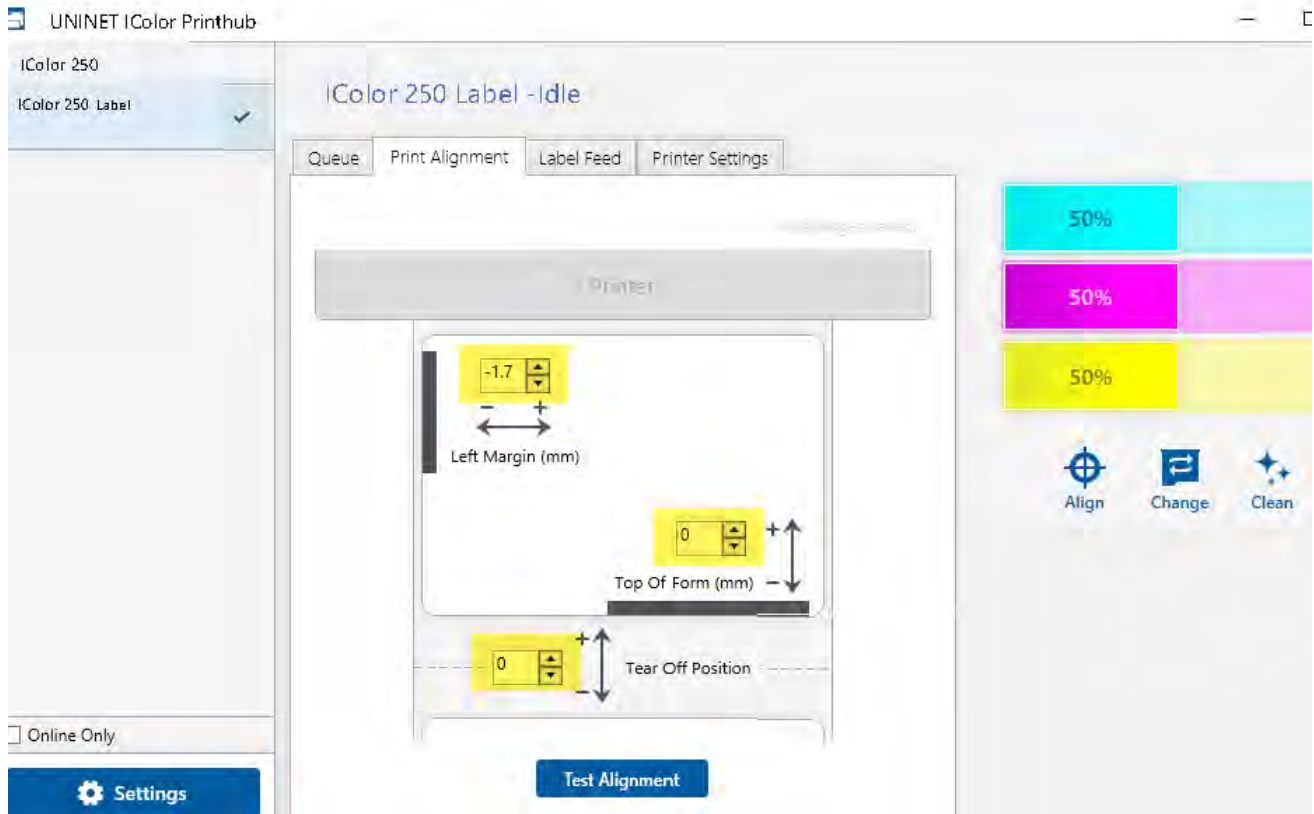 UNINET IColor Printhub
IColor 250
IColor 250 Label
IColor 250 Label -Idle
Queue
Print Alignment
Label Feed
Printer Settings
50%
Printer
50%
-1.7
50%
- +
Left Margin (mm)
Align
Change
Clean
0
+
Top Of Form (mm)
-
+
0
Tear Off Position
-
Online Only
Test Alignment
Settings